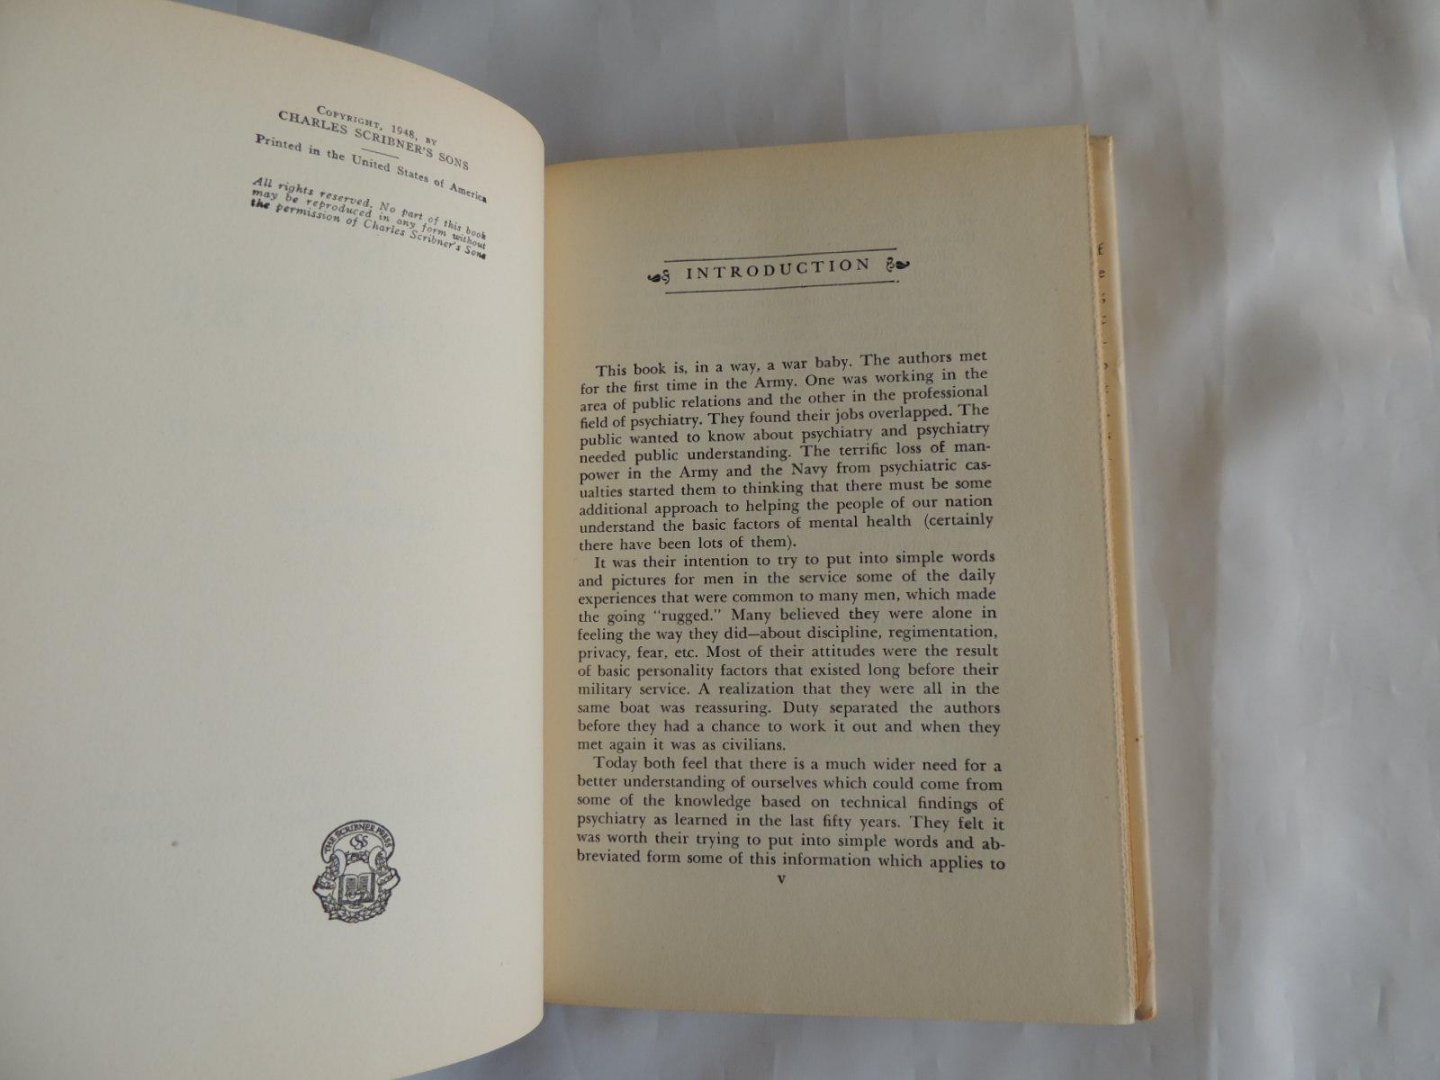 COPYRIGHT, 1948, BY
CHARLES SCRIBNER'S SONS
Printed in the United States of America
All rights reserved. No part of this book
may be reproduced in any form without
the permission of Charles Scribner's Sons
THE SCRIBNER PRESS
CSS
INTRODUCTION
This book is, in a way, a war baby. The authors met
for the first time in the Army. One was working in the
area of public relations and the other in the professional
field of psychiatry. They found their jobs overlapped. The
public wanted to know about psychiatry and psychiatry
needed public understanding. The terrific loss of man-
power in the Army and the Navy from psychiatric cas-
ualties started them to thinking that there must be some
additional approach to helping the people of our nation
understand the basic factors of mental health (certainly
there have been lots of them).
It was their intention to try to put into simple words
and pictures for men in the service some of the daily
experiences that were common to many men, which made
the going "rugged." Many believed they were alone in
feeling the way they did—about discipline, regimentation,
privacy, fear, etc. Most of their attitudes were the result
of basic personality factors that existed long before their
military service. A realization that they were all in the
same boat was reassuring. Duty separated the authors
before they had a chance to work it out and when they
met again it was as civilians.
Today both feel that there is a much wider need for a
better understanding of ourselves which could come from
some of the knowledge based on technical findings of
psychiatry as learned in the last fifty years. They felt it
was worth their trying to put into simple words and ab-
breviated form some of this information which applies to
v